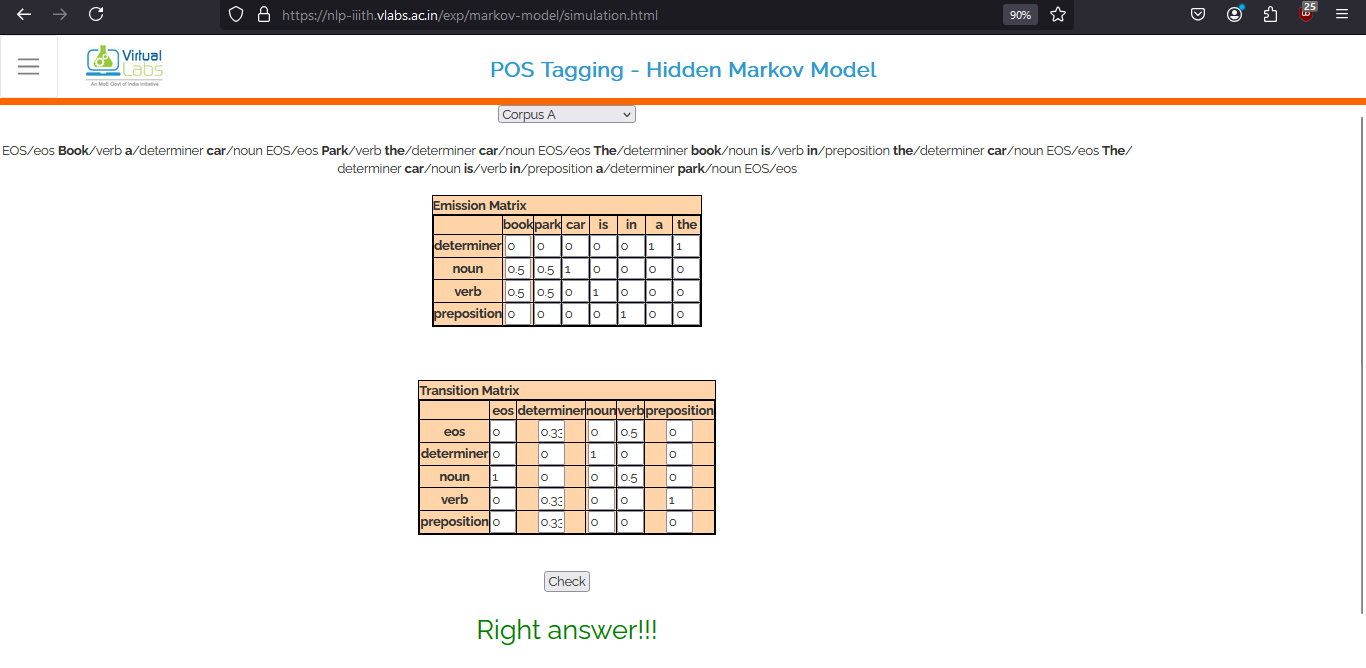 https://nlp-iiith.vlabs.ac.in/exp/markov-model/simulation.html 90% 25
Virtual Labs
An MoE Govt of India Initiative
POS Tagging - Hidden Markov Model
Corpus A
EOS/eos Book/verb a/determiner car/noun EOS/eos Park/verb the/determiner car/noun EOS/eos The/determiner book/noun is/verb in/preposition the/determiner car/noun EOS/eos The/
determiner car/noun is/verb in/preposition a/determiner park/noun EOS/eos
Emission Matrix
book park car is in a the
determiner 0 0 0 0 0 1 1
noun 0.5 0.5 1 0 0 0 0
verb 0.5 0.5 0 1 0 0 0
preposition 0 0 0 0 1 0 0
Transition Matrix
eos determiner noun verb preposition
eos 0 0.33 0 0.5 0
determiner 0 0 1 0 0
noun 1 0 0 0.5 0
verb 0 0.33 0 0 1
preposition 0 0.33 0 0 0
Check
Right answer!!!